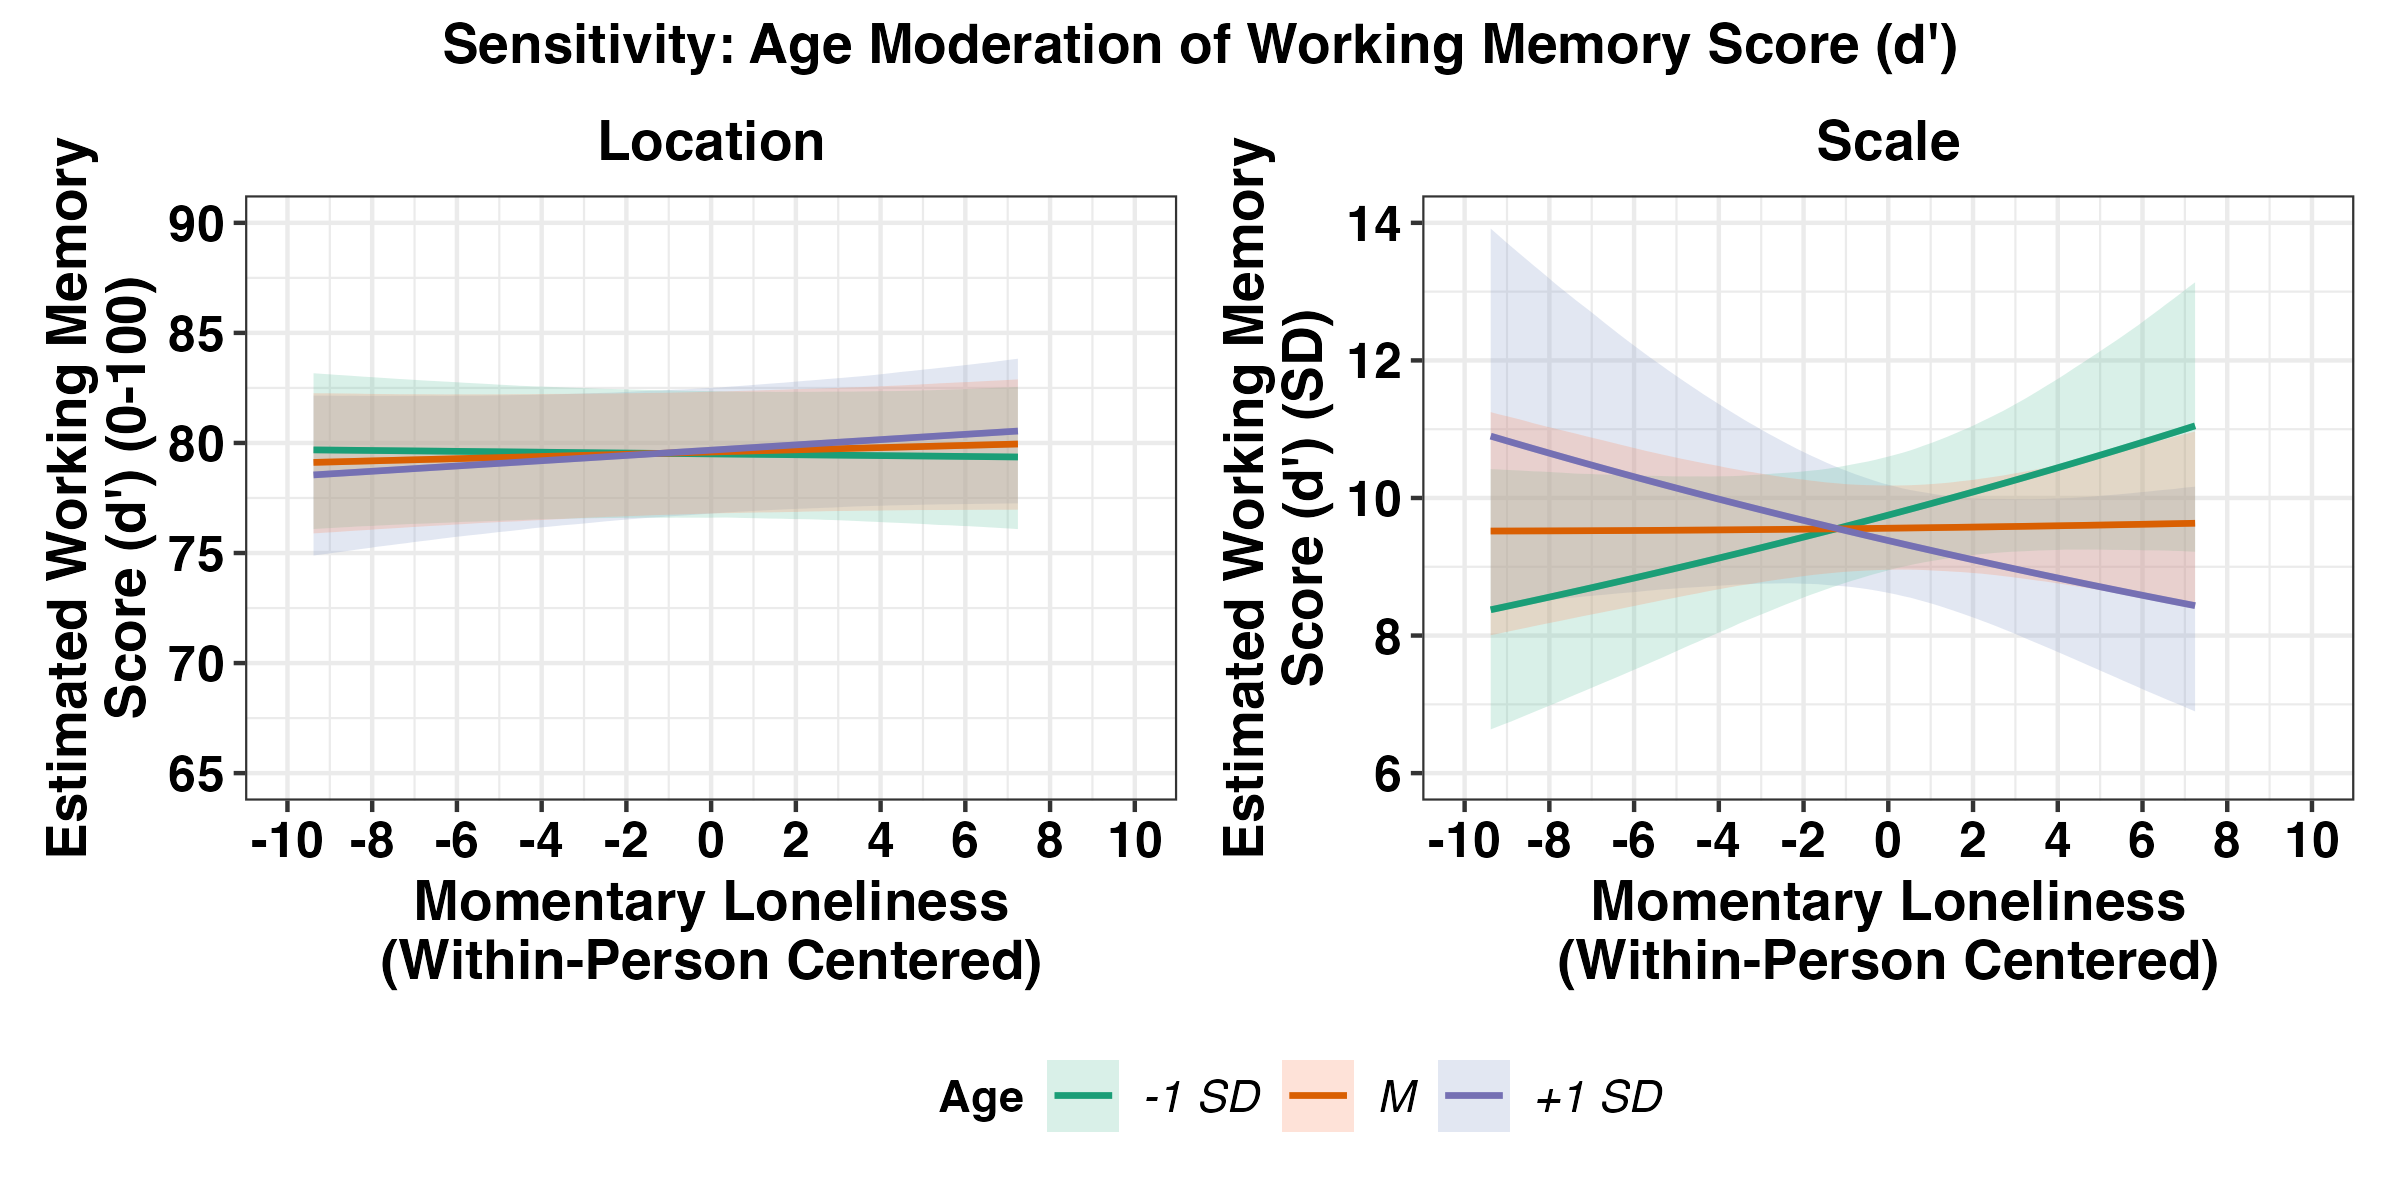 Sensitivity: Age Moderation of Working Memory Score (d')
Location
Estimated Working Memory
Score (d') (0-100)
90
85
80
75
70
65
-10 -8 -6 -4 -2 0 2 4 6 8 10
Momentary Loneliness
(Within-Person Centered)
Scale
Estimated Working Memory
Score (d') (SD)
14
12
10
8
6
-10 -8 -6 -4 -2 0 2 4 6 8 10
Momentary Loneliness
(Within-Person Centered)
Age -1 SD M +1 SD